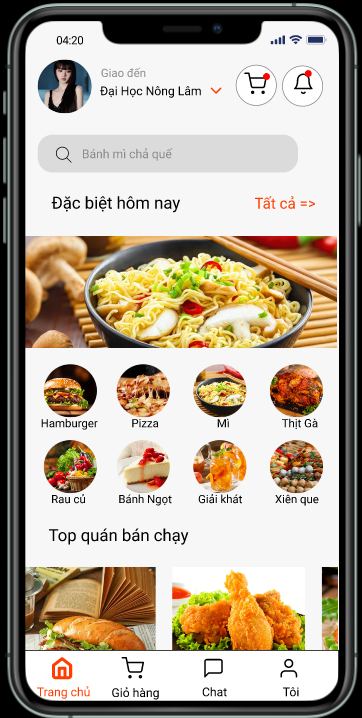 04:20
Giao đến
Đại Học Nông Lâm
Bánh mì chả quế
Đặc biệt hôm nay
Tất cả =>
Hamburger Pizza Mì Thịt Gà
Rau củ Bánh Ngọt Giải khát Xiên que
Top quán bán chạy
Trang chủ Giỏ hàng Chat Tôi